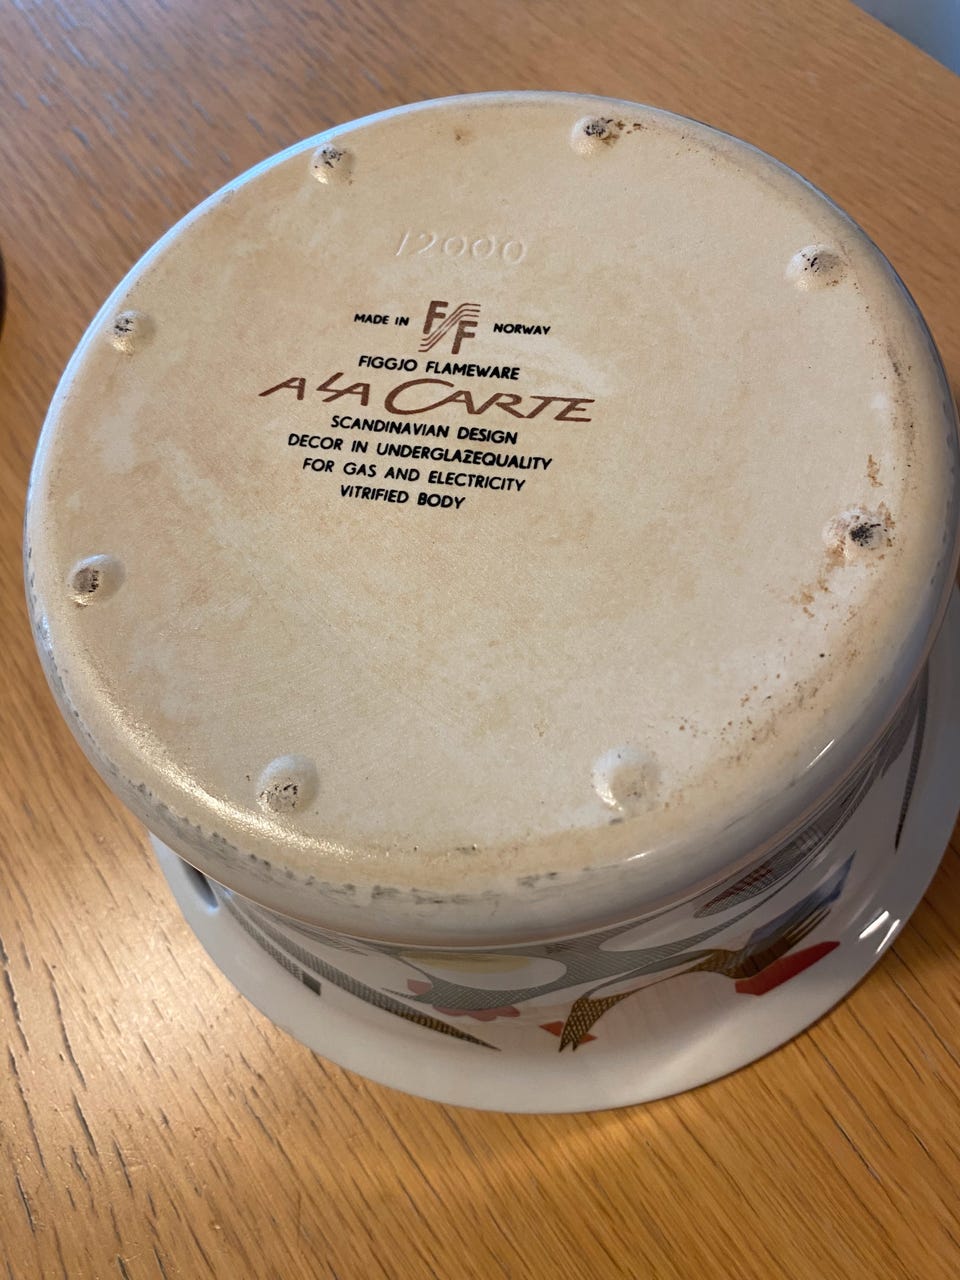 12000
MADE IN FF NORWAY
FIGGJO FLAMEWARE
A LA CARTE
SCANDINAVIAN DESIGN
DECOR IN UNDERGLAZEQUALITY
FOR GAS AND ELECTRICITY
VITRIFIED BODY